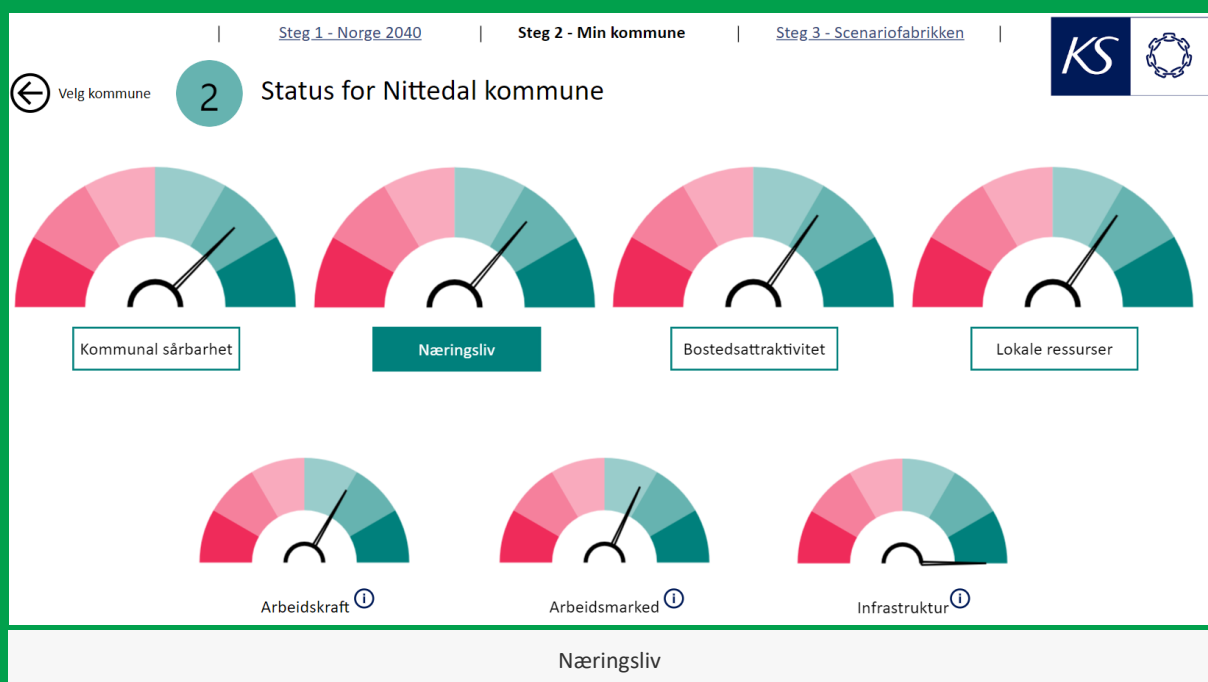 | Steg 1 - Norge 2040 | Steg 2 - Min kommune | Steg 3 - Scenariofabrikken |
KS
Velg kommune
2
Status for Nittedal kommune
Kommunal sårbarhet
Næringsliv
Bostedsattraktivitet
Lokale ressurser
Arbeidskraft i
Arbeidsmarked i
Infrastruktur i
Næringsliv